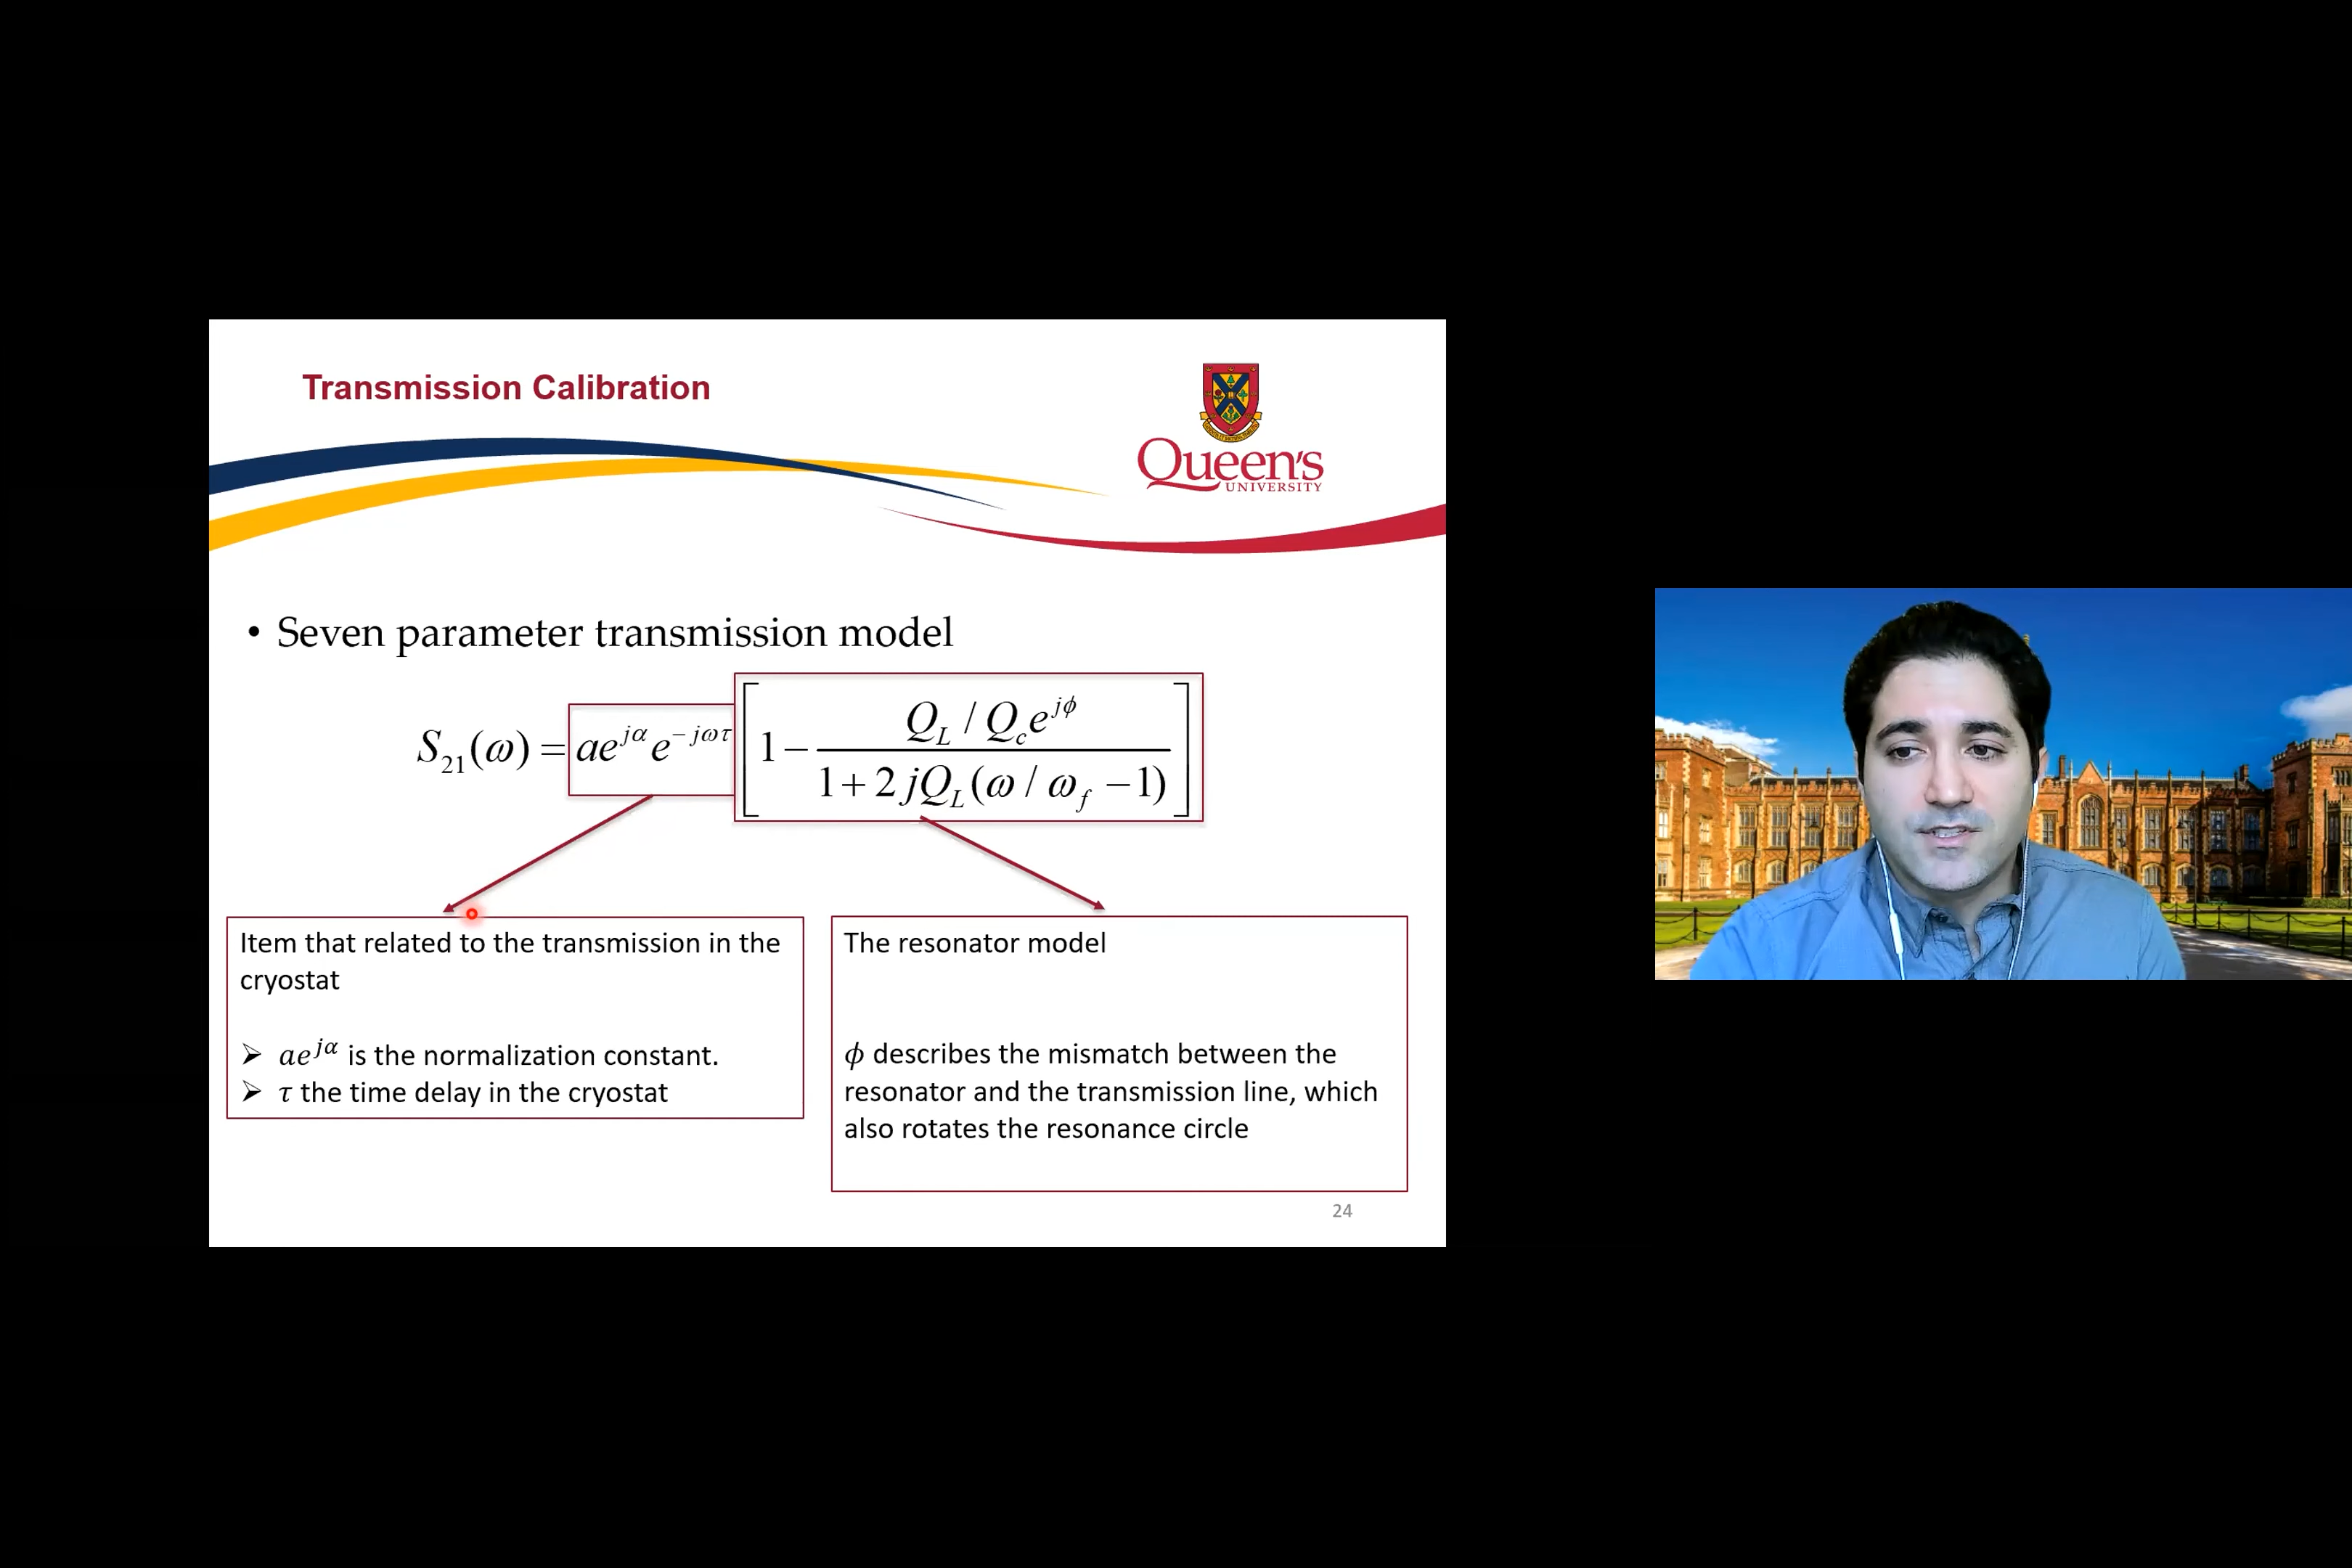 Transmission Calibration
Queen's
UNIVERSITY
• Seven parameter transmission model
S₂₁(ω) = ae^{jα}e^{−jωτ} [1 − (Q_L / Q_c e^{jϕ}) / (1 + 2jQ_L(ω / ω_f − 1))]
Item that related to the transmission in the
cryostat
➢ ae^{jα} is the normalization constant.
➢ τ the time delay in the cryostat
The resonator model
ϕ describes the mismatch between the
resonator and the transmission line, which
also rotates the resonance circle
24